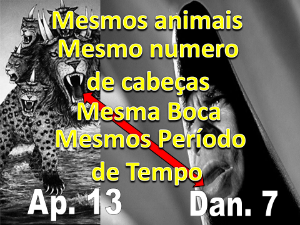 Mesmos animais
Mesmo numero
de cabeças
Mesma Boca
Mesmos Período
de Tempo
Ap. 13 Dan. 7